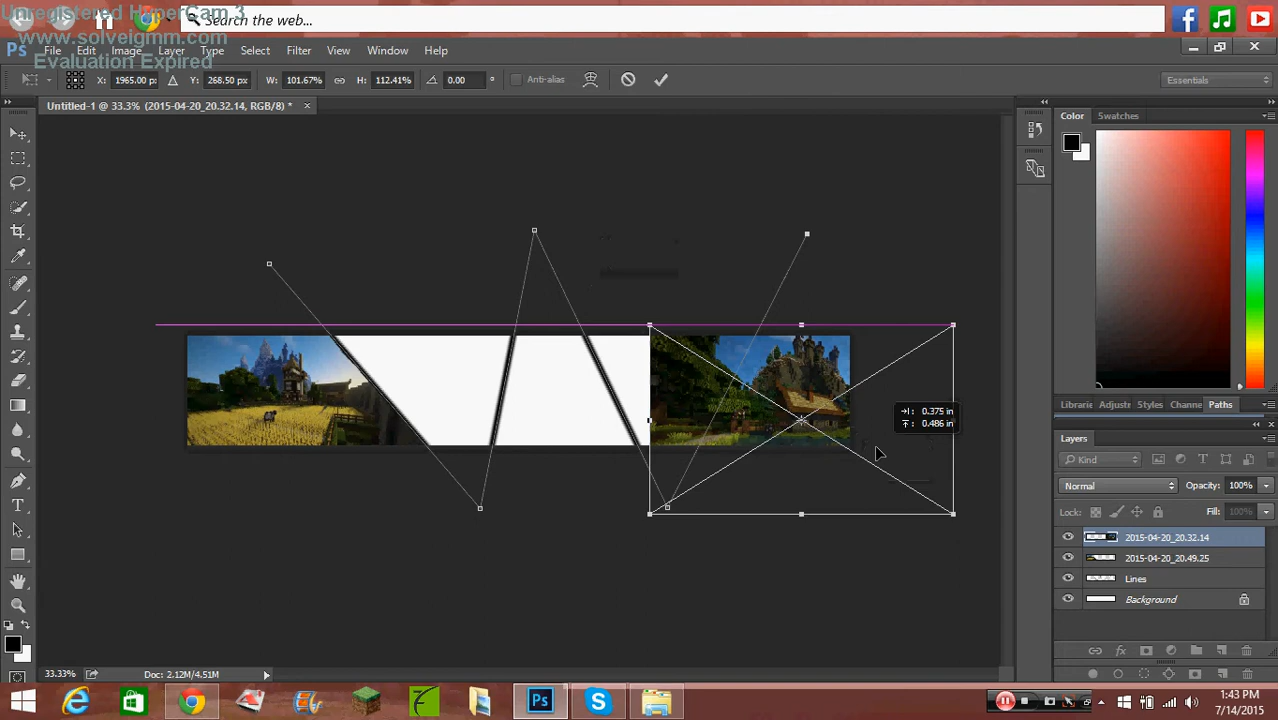 Unregistered HyperCam 3
www.solveigmm.com
Evaluation Expired
Search the web...
Ps File Edit Image Layer Type Select Filter View Window Help
X: 1965.00 px Y: 268.50 px W: 101.67% H: 112.41% 0.00 ° Anti-alias Essentials
Untitled-1 @ 33.3% (2015-04-20_20.32.14, RGB/8) * ×
Color Swatches
0.375 in
0.486 in
Librarie Adjustr Styles Channe Paths
Layers
Kind
Normal Opacity: 100%
Lock: Fill: 100%
2015-04-20_20.32.14
2015-04-20_20.49.25
Lines
Background
33.33% Doc: 2.12M/4.51M
1:43 PM
7/14/2015